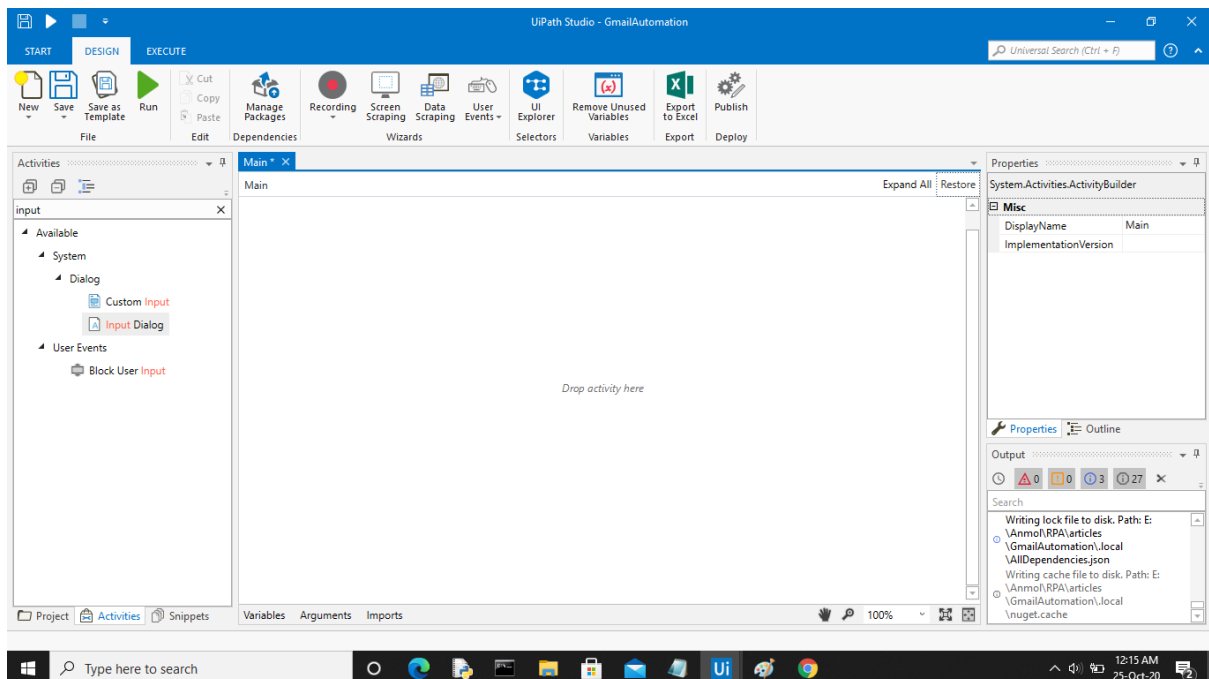 UiPath Studio - GmailAutomation
START DESIGN EXECUTE
Universal Search (Ctrl + F)
New
Save
Save as Template
Run
File
Cut
Copy
Paste
Edit
Manage Packages
Dependencies
Recording
Screen Scraping
Data Scraping
User Events
Wizards
UI Explorer
Selectors
Remove Unused Variables
Variables
Export to Excel
Export
Publish
Deploy
Activities
input
Available
System
Dialog
Custom Input
Input Dialog
User Events
Block User Input
Project Activities Snippets
Main*
Main
Expand All Restore
Drop activity here
Variables Arguments Imports
100%
Properties
System.Activities.ActivityBuilder
Misc
DisplayName Main
ImplementationVersion
Properties Outline
Output
0 0 3 27
Search
Writing lock file to disk. Path: E:
\Anmol\RPA\articles
\GmailAutomation\.local
\AllDependencies.json
Writing cache file to disk. Path: E:
\Anmol\RPA\articles
\GmailAutomation\.local
\nuget.cache
Type here to search
Ui
12:15 AM
25-Oct-20
2